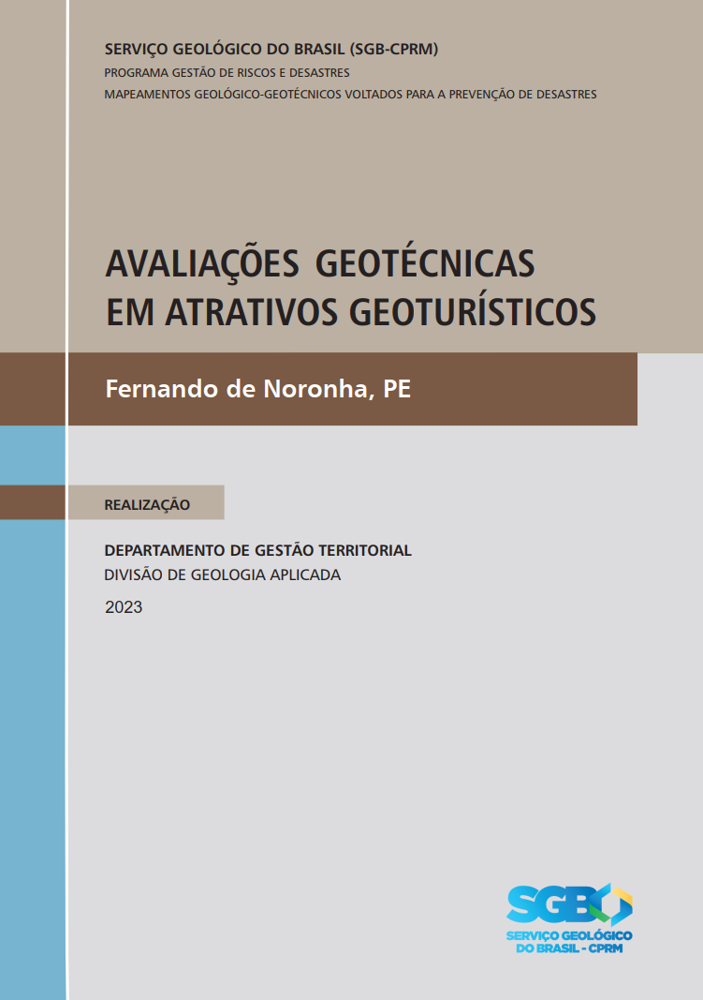 SERVIÇO GEOLÓGICO DO BRASIL (SGB-CPRM)
PROGRAMA GESTÃO DE RISCOS E DESASTRES
MAPEAMENTOS GEOLÓGICO-GEOTÉCNICOS VOLTADOS PARA A PREVENÇÃO DE DESASTRES
AVALIAÇÕES GEOTÉCNICAS
EM ATRATIVOS GEOTURÍSTICOS
Fernando de Noronha, PE
REALIZAÇÃO
DEPARTAMENTO DE GESTÃO TERRITORIAL
DIVISÃO DE GEOLOGIA APLICADA
2023
SGB
SERVIÇO GEOLÓGICO
DO BRASIL - CPRM